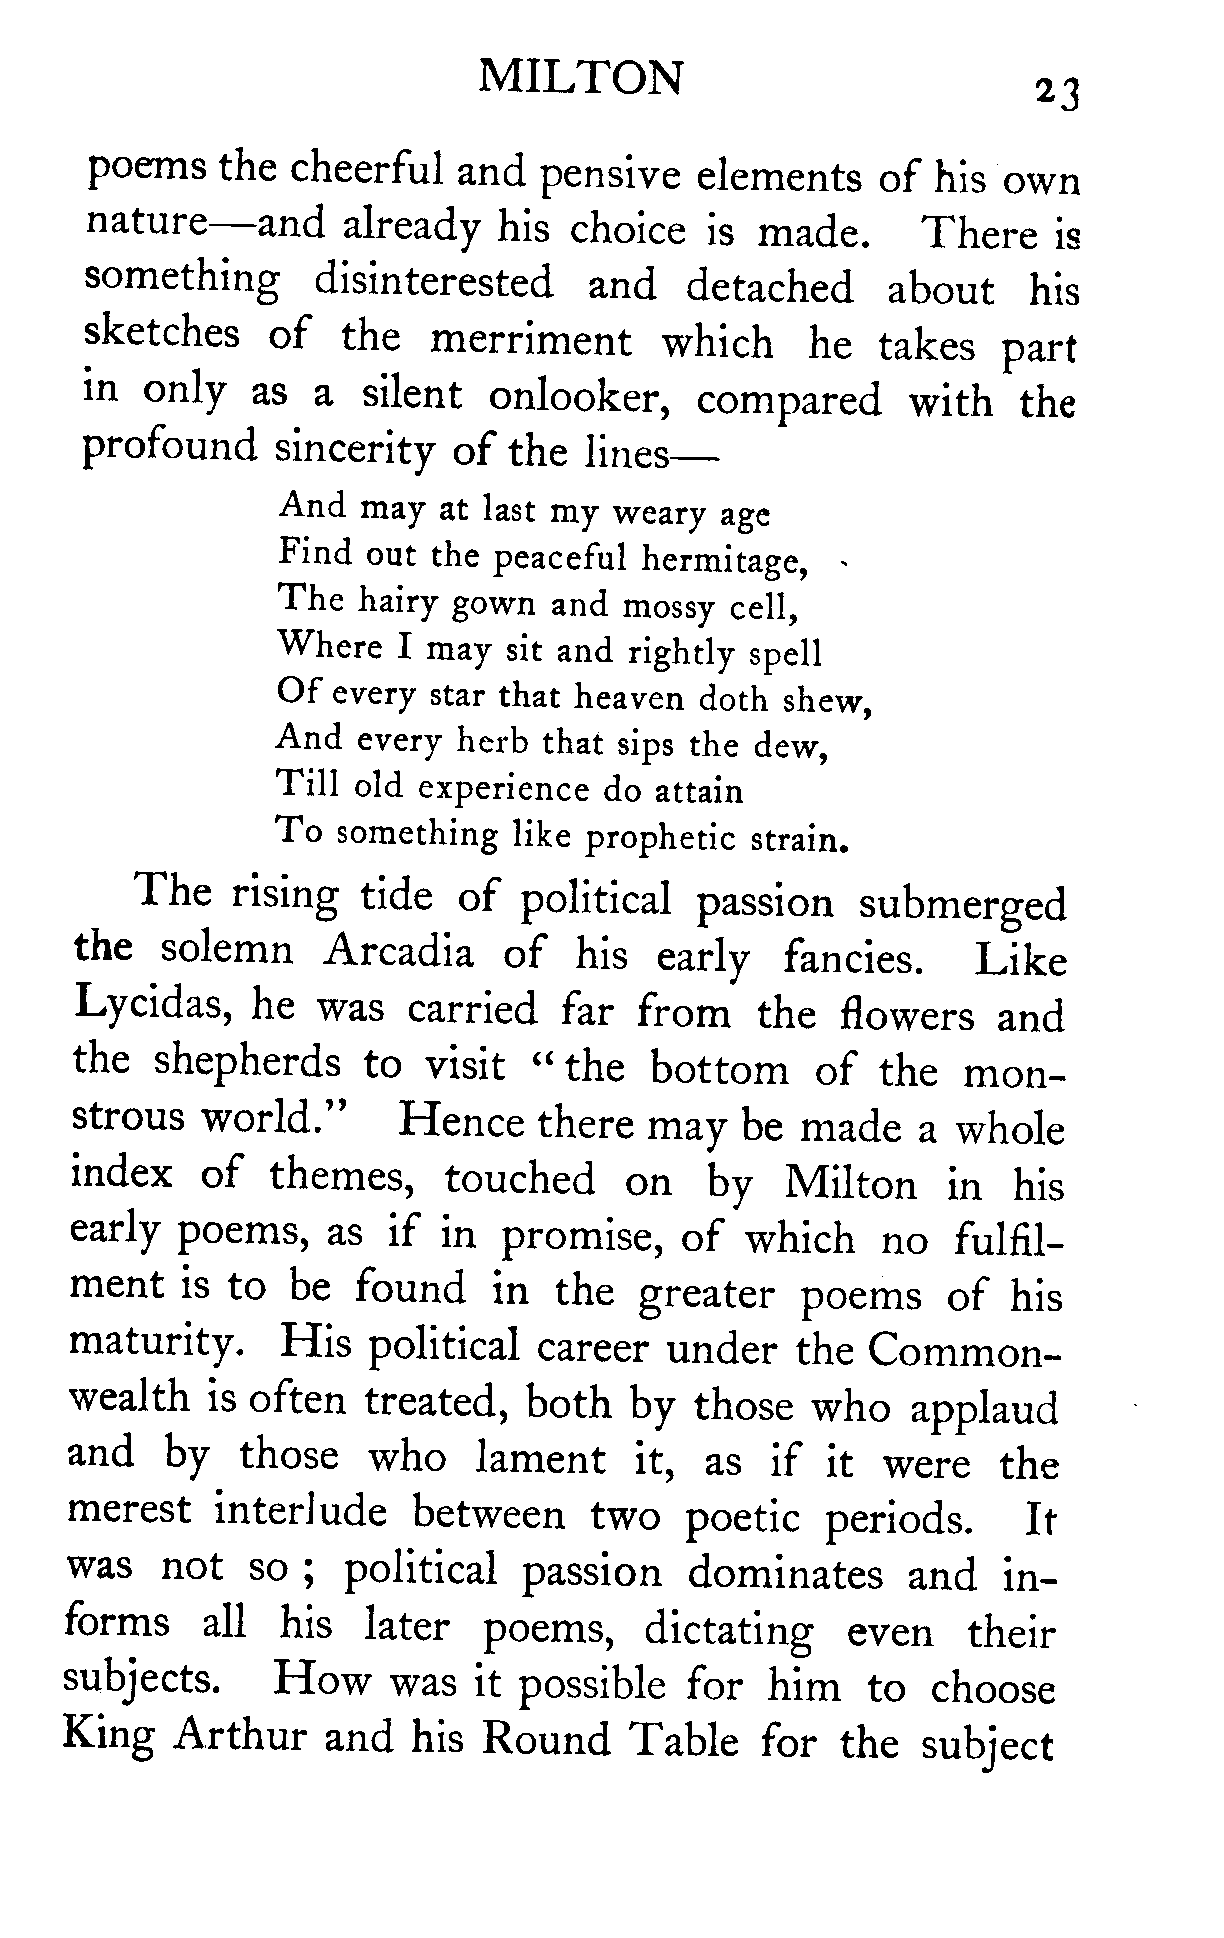 MILTON
23
poems the cheerful and pensive elements of his own
nature—and already his choice is made. There is
something disinterested and detached about his
sketches of the merriment which he takes part
in only as a silent onlooker, compared with the
profound sincerity of the lines—
And may at last my weary age
Find out the peaceful hermitage,
The hairy gown and mossy cell,
Where I may sit and rightly spell
Of every star that heaven doth shew,
And every herb that sips the dew,
Till old experience do attain
To something like prophetic strain.
The rising tide of political passion submerged
the solemn Arcadia of his early fancies. Like
Lycidas, he was carried far from the flowers and
the shepherds to visit “ the bottom of the mon-
strous world.” Hence there may be made a whole
index of themes, touched on by Milton in his
early poems, as if in promise, of which no fulfil-
ment is to be found in the greater poems of his
maturity. His political career under the Common-
wealth is often treated, both by those who applaud
and by those who lament it, as if it were the
merest interlude between two poetic periods. It
was not so ; political passion dominates and in-
forms all his later poems, dictating even their
subjects. How was it possible for him to choose
King Arthur and his Round Table for the subject